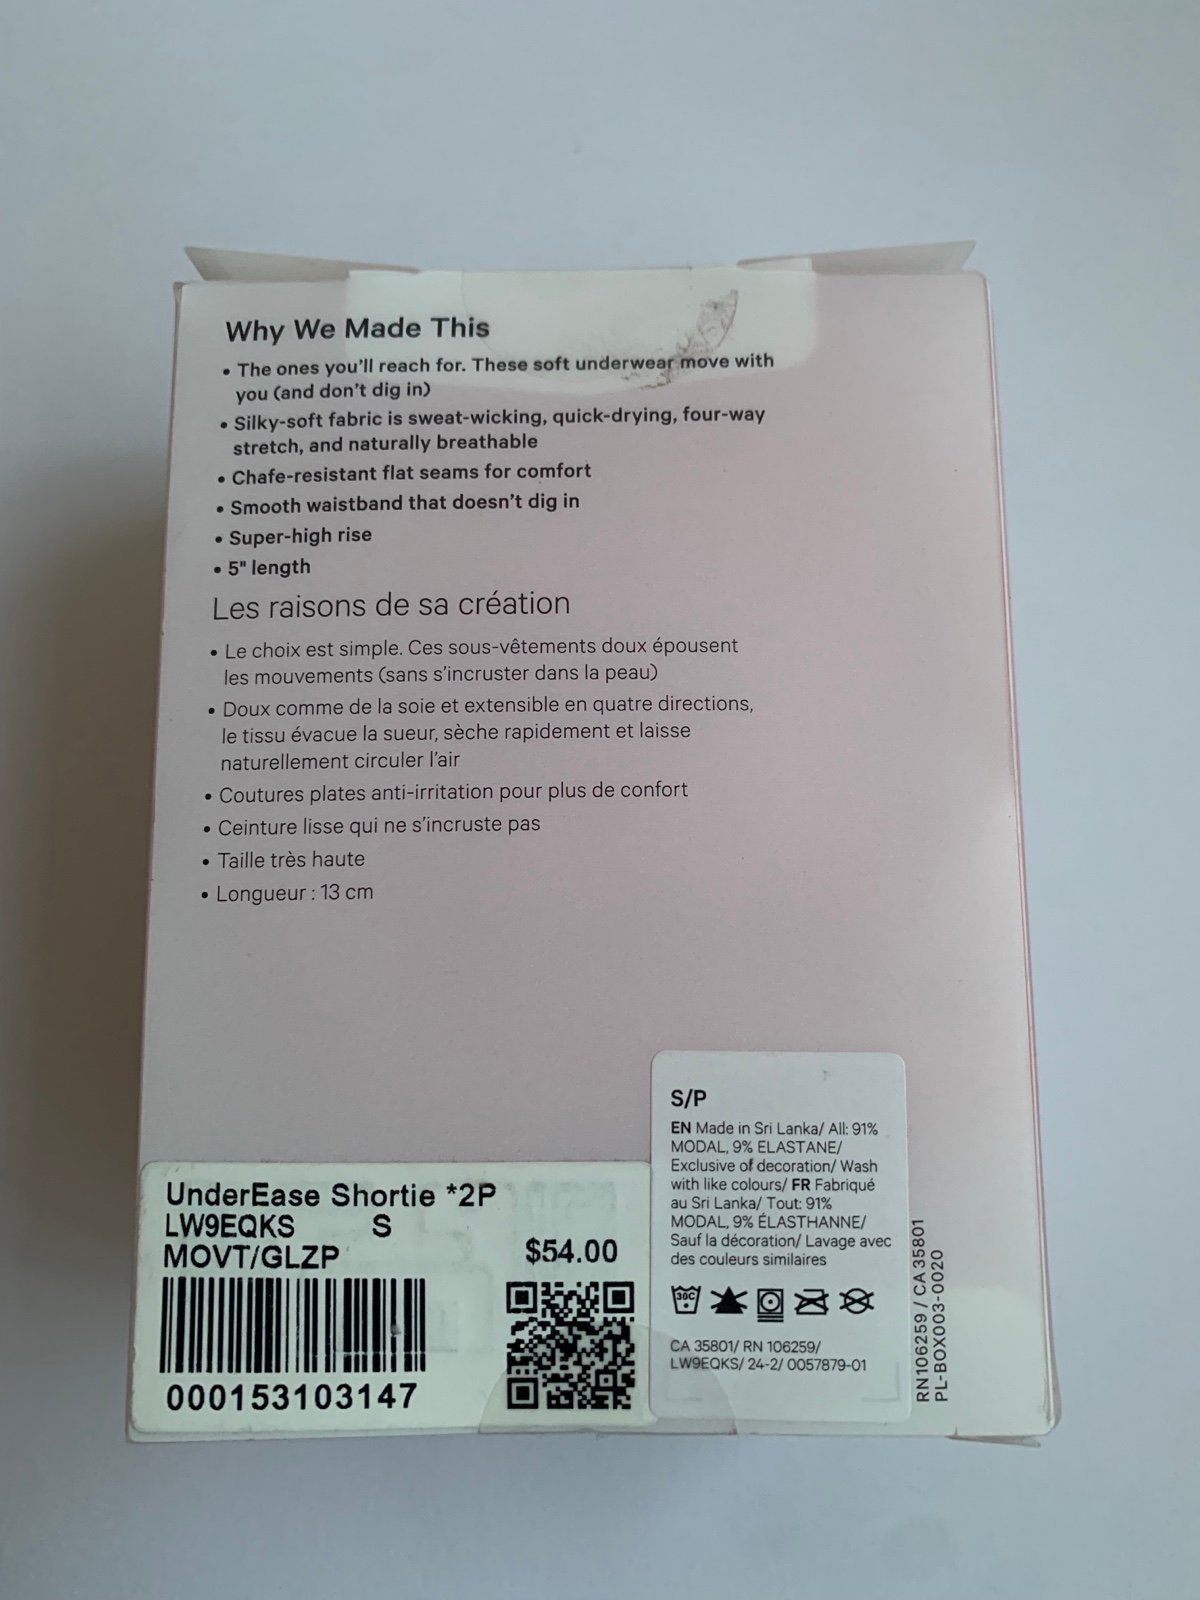 Why We Made This
• The ones you'll reach for. These soft underwear move with
you (and don't dig in)
• Silky-soft fabric is sweat-wicking, quick-drying, four-way
stretch, and naturally breathable
• Chafe-resistant flat seams for comfort
• Smooth waistband that doesn't dig in
• Super-high rise
• 5" length
Les raisons de sa création
• Le choix est simple. Ces sous-vêtements doux épousent
les mouvements (sans s'incruster dans la peau)
• Doux comme de la soie et extensible en quatre directions,
le tissu évacue la sueur, sèche rapidement et laisse
naturellement circuler l'air
• Coutures plates anti-irritation pour plus de confort
• Ceinture lisse qui ne s'incruste pas
• Taille très haute
• Longueur : 13 cm
UnderEase Shortie *2P
LW9EQKS S
MOVT/GLZP
$54.00
000153103147
S/P
EN Made in Sri Lanka/ All: 91%
MODAL, 9% ELASTANE/
Exclusive of decoration/ Wash
with like colours/ FR Fabriqué
au Sri Lanka/ Tout: 91%
MODAL, 9% ÉLASTHANNE/
Sauf la décoration/ Lavage avec
des couleurs similaires
30C
CA 35801/ RN 106259/
LW9EQKS/ 24-2/ 0057879-01
RN106259 / CA 35801
PL-BOX003-0020